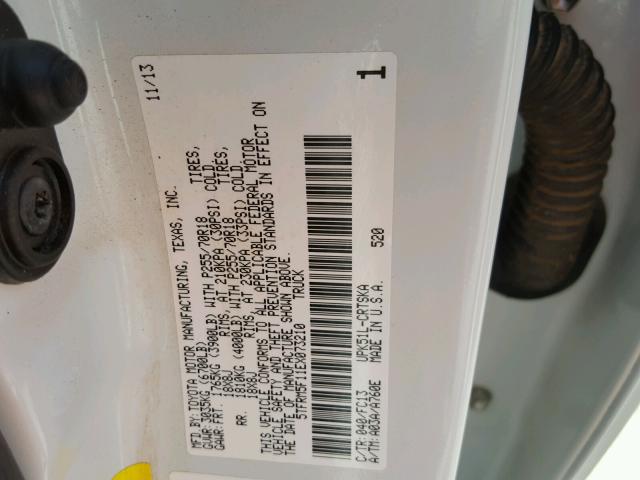 MFD.BY: TOYOTA MOTOR MANUFACTURING, TEXAS, INC. 11/13
GVWR: 3035KG (6700LB)
GAWR: FRT. 1765KG (3900LB) WITH P255/70R18 TIRES,
18X8J RIMS, AT 210KPA (30PSI) COLD.
RR. 1810KG (4000LB) WITH P255/70R18 TIRES,
18X8J RIMS, AT 230KPA (33PSI) COLD
THIS VEHICLE CONFORMS TO ALL APPLICABLE FEDERAL MOTOR
VEHICLE SAFETY AND THEFT PREVENTION STANDARDS IN EFFECT ON
THE DATE OF MANUFACTURE SHOWN ABOVE.
5TFRM5F11EX073210 TRUCK
C/TR: 040/FC13 UPK51L-CRTSKA 520 1
A/TM: A03A/A760E MADE IN U.S.A.